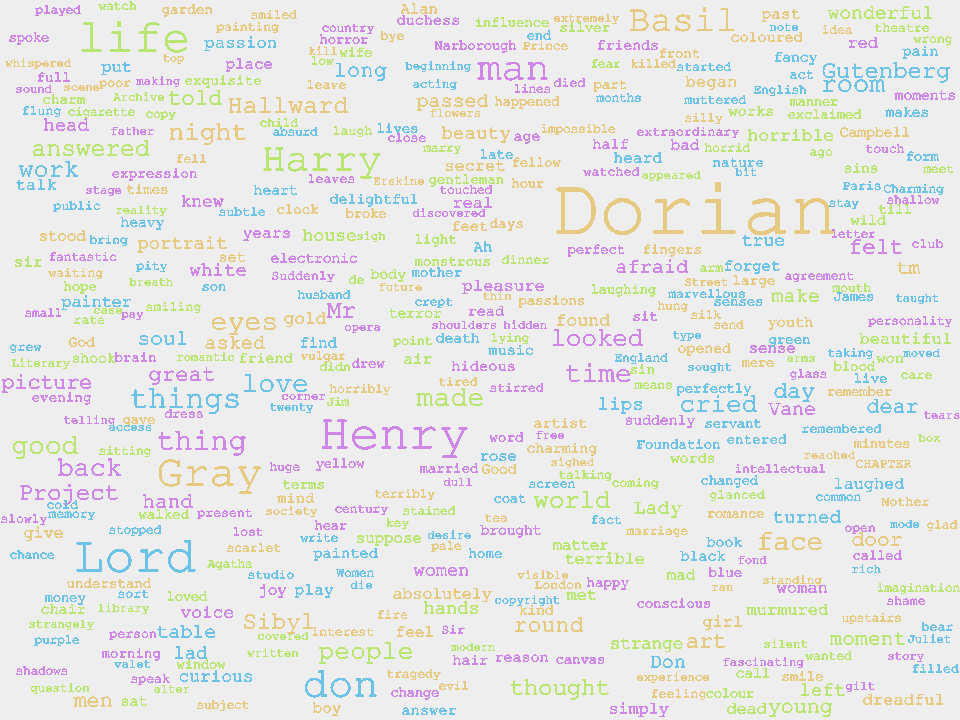 played watch garden smiled Alan duchess influence extremely silver Basil past wonderful
life painting country bye end note idea theatre
spoke passion horror Narborough Prince friends coloured red wrong
whispered top kill wife low beginning man fear killed front started fancy pain
put place long lines died part began act Gutenberg
full scene poor making exquisite leave acting room
sound charm Archive told Hallward passed happened months muttered English manner moments
flung cigarette copy flowers silly works exclaimed makes
head father night child absurd laugh lives close beauty age impossible extraordinary bad horrible Campbell
answered marry half horrid ago touch
fell Harry late secret fellow heard nature form
work expression leaves Erskine gentleman hour watched appeared bit sins meet
talk stage times heart touched Dorian Paris Charming
public knew delightful real stay shallow
reality subtle clock broke discovered till
heavy feet days wild
stood bring years house sigh light Ah true letter
portrait perfect fingers felt club
sir fantastic set electronic monstrous dinner
pity white Suddenly de body mother afraid arm forget tm
waiting breath son future pleasure Street large agreement
hope husband thin laughing marvellous make mouth
painter case smiling crept passions senses James taught
small pay Mr terror read hung silk
rate eyes gold opera shoulders hidden found sit send youth personality
God soul asked find point death lying looked type green beautiful
grew music opened sense
Literary shook brain romantic friend vulgar air England mere arms taking won moved
didn drew hideous sin sought blood
picture great time glass live care
evening things love horribly tired stirred means perfectly day
corner Jim made lips cried remember
twenty Vane dear
telling gave dress suddenly servant tears
access Henry artist remembered
good sitting thing word free charming Foundation entered minutes box
rose sighed words reached
back Gray huge yellow married Good talking intellectual CHAPTER
Project terms dull screen coming changed laughed
cold hand mind terribly coat world glanced common Mother
memory walked present society century stained Lady romance
slowly tea fact turned open mode glad
give stopped lost hear key desire brought marriage
write suppose book face door
chance Lord scarlet painted pale home matter black called
Agatha terrible fond
understand studio Women women visible mad blue rich
die London happy ran standing imagination
money sort loved joy play absolutely met woman
copyright conscious shame
chair library voice hands kind murmured
strangely Sibyl fire round girl upstairs bear
purple person table covered interest feel Sir Juliet
strange art silent moment
morning lad written people modern wanted story
valet window hair reason canvas Don fascinating
shadows speak curious tragedy experience call smile filled
question alter don change evil thought feeling colour left gilt
men sat dreadful
subject boy answer simply dead young